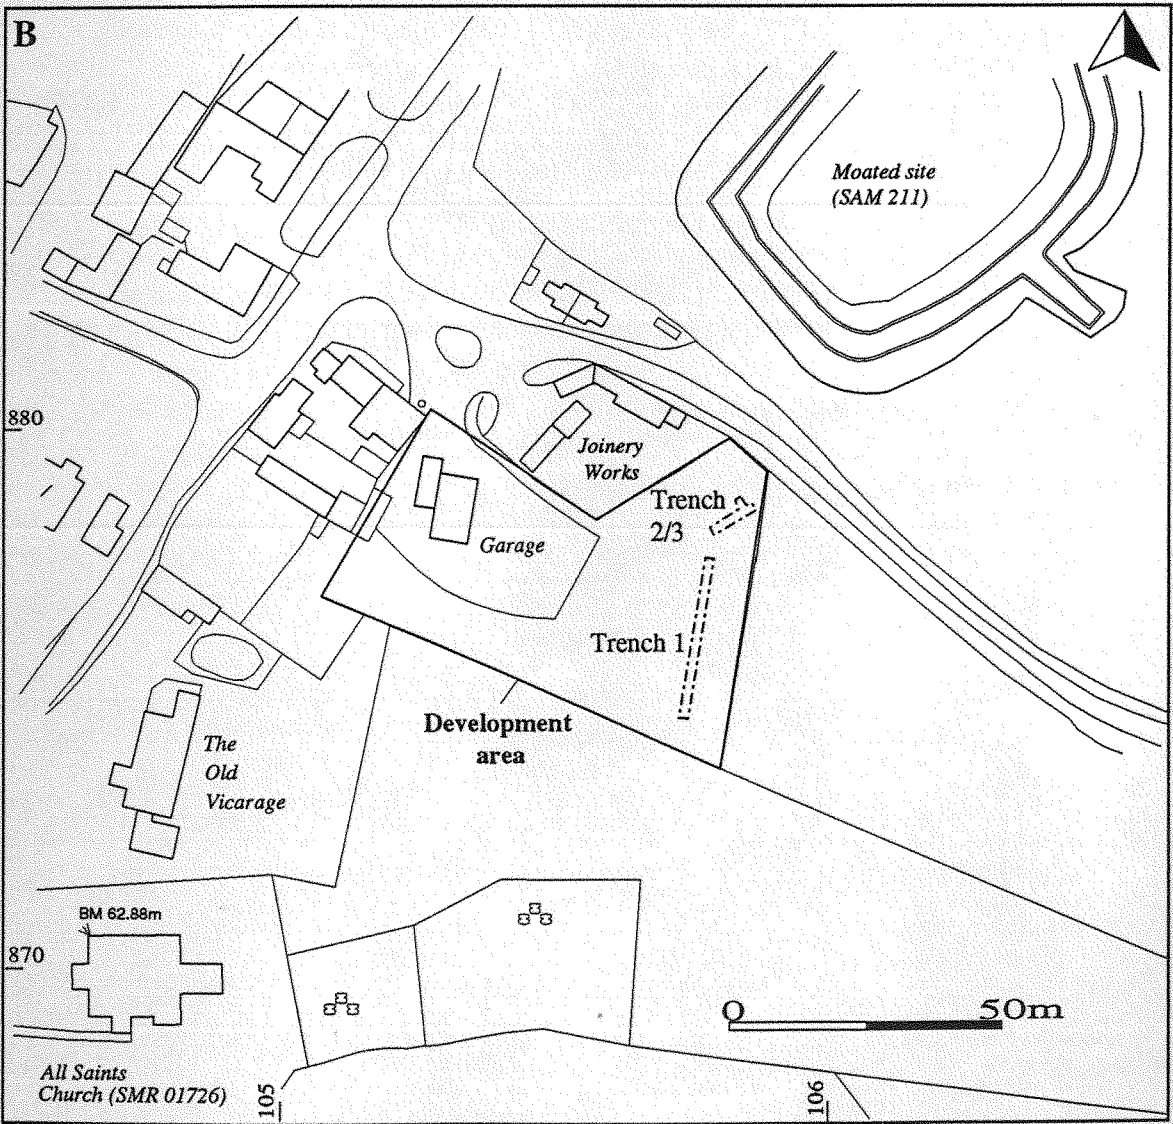 B
Moated site
(SAM 211)
880
Joinery
Works
Trench
2/3
Garage
Trench 1
Development
area
The
Old
Vicarage
BM 62.88m
870
0 50m
All Saints
Church (SMR 01726)
105
106